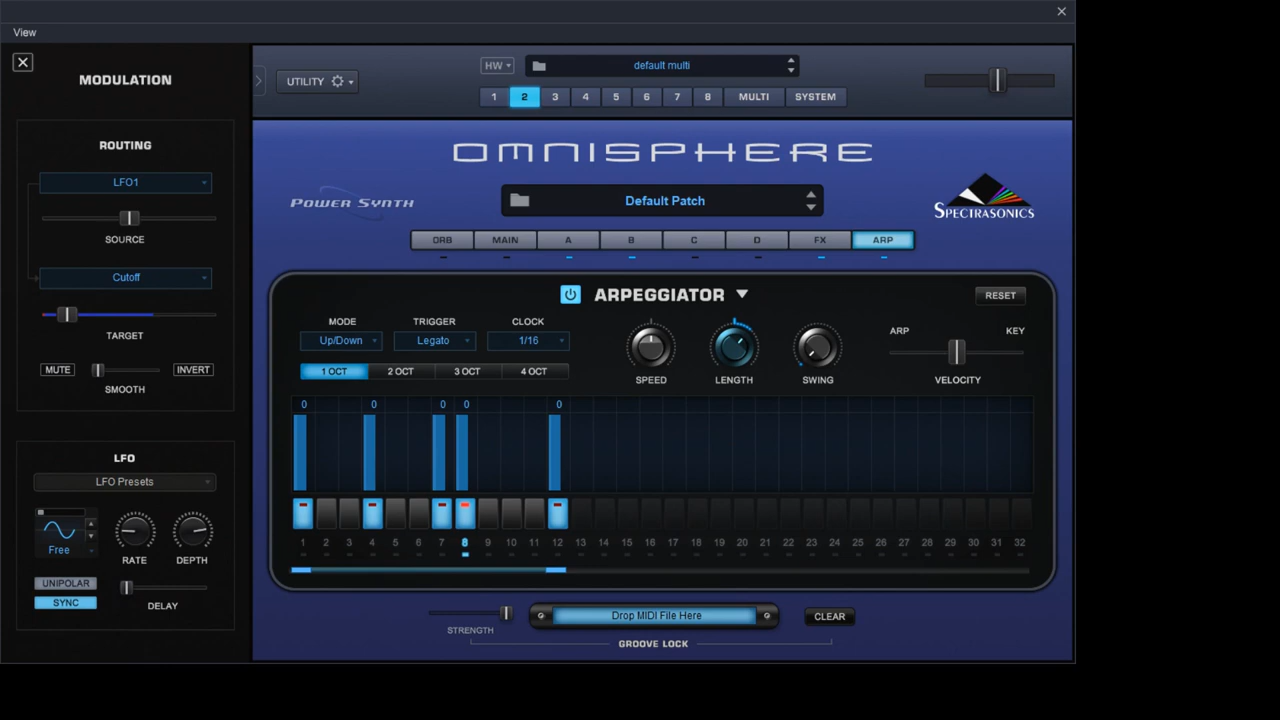 View
MODULATION
ROUTING
LFO1
SOURCE
Cutoff
TARGET
MUTE
INVERT
SMOOTH
LFO
LFO Presets
Free
RATE
DEPTH
UNIPOLAR
SYNC
DELAY
UTILITY
HW
default multi
1 2 3 4 5 6 7 8 MULTI SYSTEM
OMNISPHERE
POWER SYNTH
Default Patch
SPECTRASONICS
ORB MAIN A B C D FX ARP
ARPEGGIATOR
RESET
MODE TRIGGER CLOCK
Up/Down Legato 1/16
1 OCT 2 OCT 3 OCT 4 OCT
SPEED LENGTH SWING
ARP KEY
VELOCITY
0 0 0 0 0
1 2 3 4 5 6 7 8 9 10 11 12 13 14 15 16 17 18 19 20 21 22 23 24 25 26 27 28 29 30 31 32
STRENGTH
Drop MIDI File Here
CLEAR
GROOVE LOCK